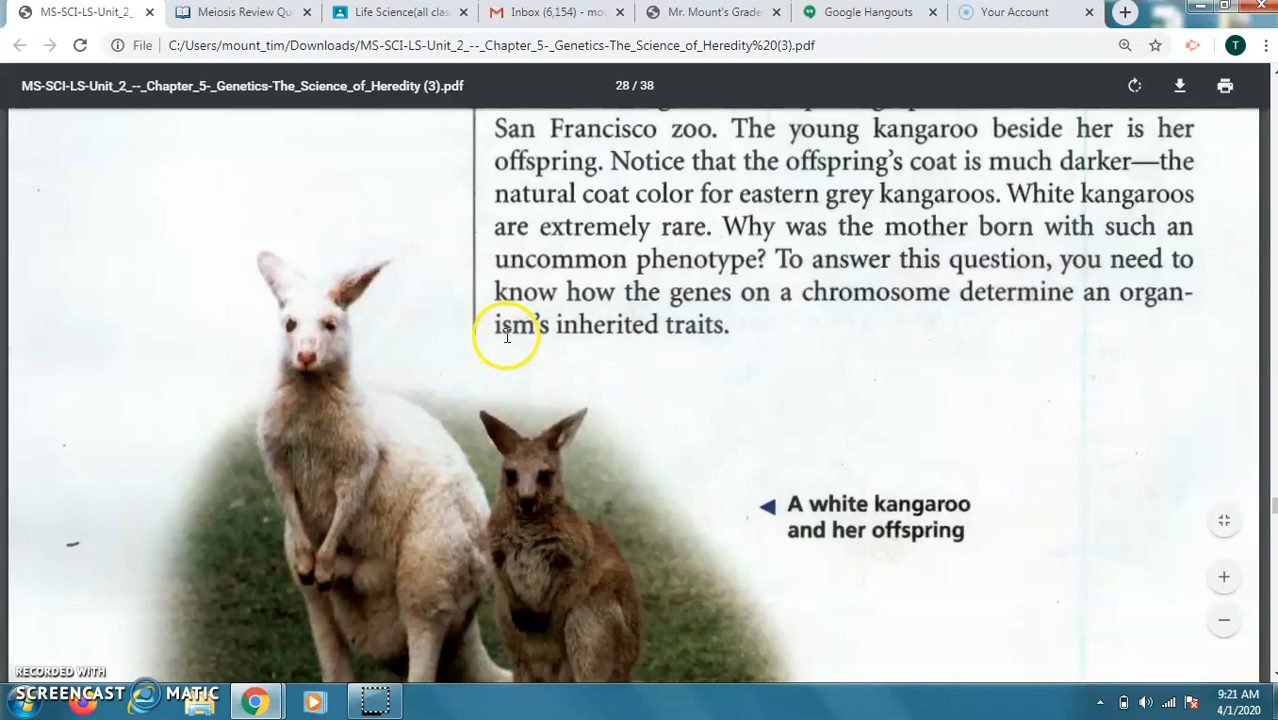 MS-SCI-LS-Unit_2_
Meiosis Review Qu
Life Science(all clas
Inbox (6,154) - mo
Mr. Mount's Grade
Google Hangouts
Your Account
File
C:/Users/mount_tim/Downloads/MS-SCI-LS-Unit_2_--_Chapter_5-_Genetics-The_Science_of_Heredity%20(3).pdf
T
MS-SCI-LS-Unit_2_--_Chapter_5-_Genetics-The_Science_of_Heredity (3).pdf
28 / 38
San Francisco zoo. The young kangaroo beside her is her
offspring. Notice that the offspring's coat is much darker—the
natural coat color for eastern grey kangaroos. White kangaroos
are extremely rare. Why was the mother born with such an
uncommon phenotype? To answer this question, you need to
know how the genes on a chromosome determine an organ-
ism's inherited traits.
A white kangaroo
and her offspring
RECORDED WITH
SCREENCAST MATIC
9:21 AM
4/1/2020